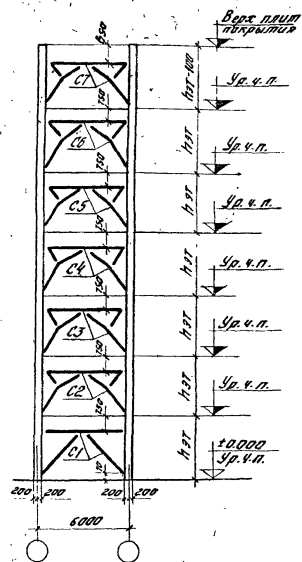 Верх плит
покрытия
650
С7
750
hэт-100
Ур.ч.п.
С6
750
hэт
Ур.ч.п.
С5
750
hэт
Ур.ч.п.
С4
750
hэт
Ур.ч.п.
С3
750
hэт
Ур.ч.п.
С2
750
hэт
Ур.ч.п.
С1
10
hэт
±0.000
Ур.ч.п.
200 200 200 200
6000